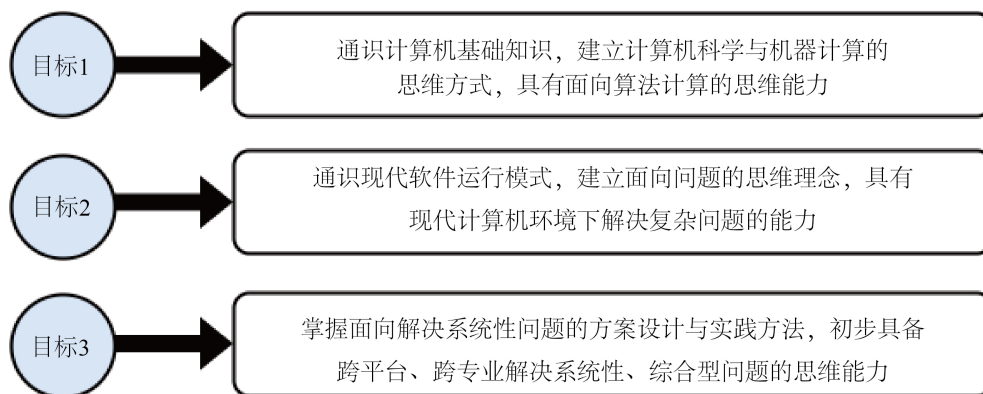 目标1
通识计算机基础知识，建立计算机科学与机器计算的
思维方式，具有面向算法计算的思维能力
目标2
通识现代软件运行模式，建立面向问题的思维理念，具有
现代计算机环境下解决复杂问题的能力
目标3
掌握面向解决系统性问题的方案设计与实践方法，初步具备
跨平台、跨专业解决系统性、综合型问题的思维能力